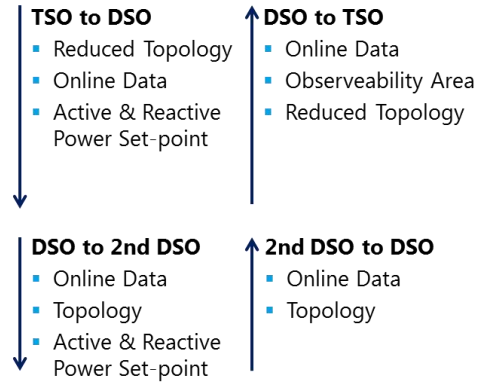 TSO to DSO
Reduced Topology
Online Data
Active & Reactive
Power Set-point
DSO to TSO
Online Data
Observeability Area
Reduced Topology
DSO to 2nd DSO
Online Data
Topology
Active & Reactive
Power Set-point
2nd DSO to DSO
Online Data
Topology